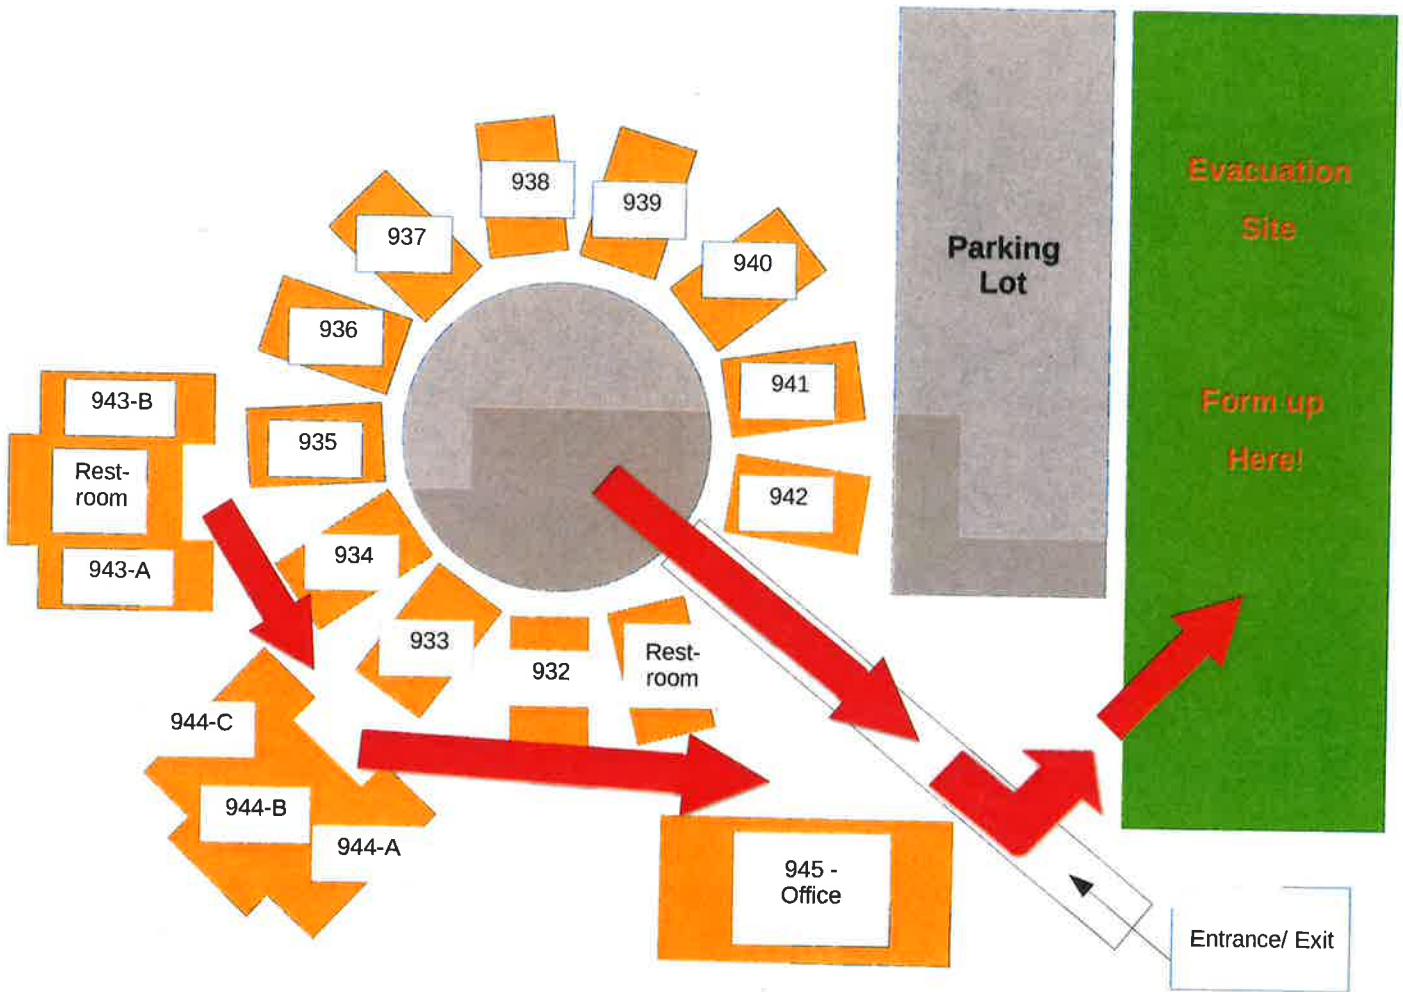 938
939
937
940
936
941
943-B
935
Rest-
room
942
943-A
934
933
932
Rest-
room
944-C
944-B
944-A
945 -
Office
Parking
Lot
Evacuation
Site
Form up
Here!
Entrance/ Exit